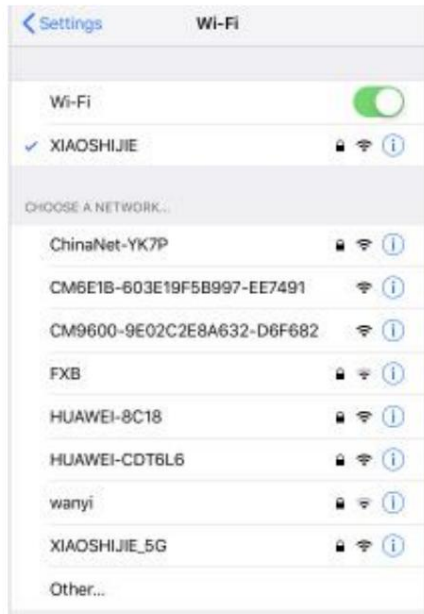 Settings Wi-Fi
Wi-Fi
XIAOSHIJIE
CHOOSE A NETWORK...
ChinaNet-YK7P
CM6E1B-603E19F5B997-EE7491
CM9600-9E02C2E8A632-D6F682
FXB
HUAWEI-8C18
HUAWEI-CDT6L6
wanyi
XIAOSHIJIE_5G
Other...